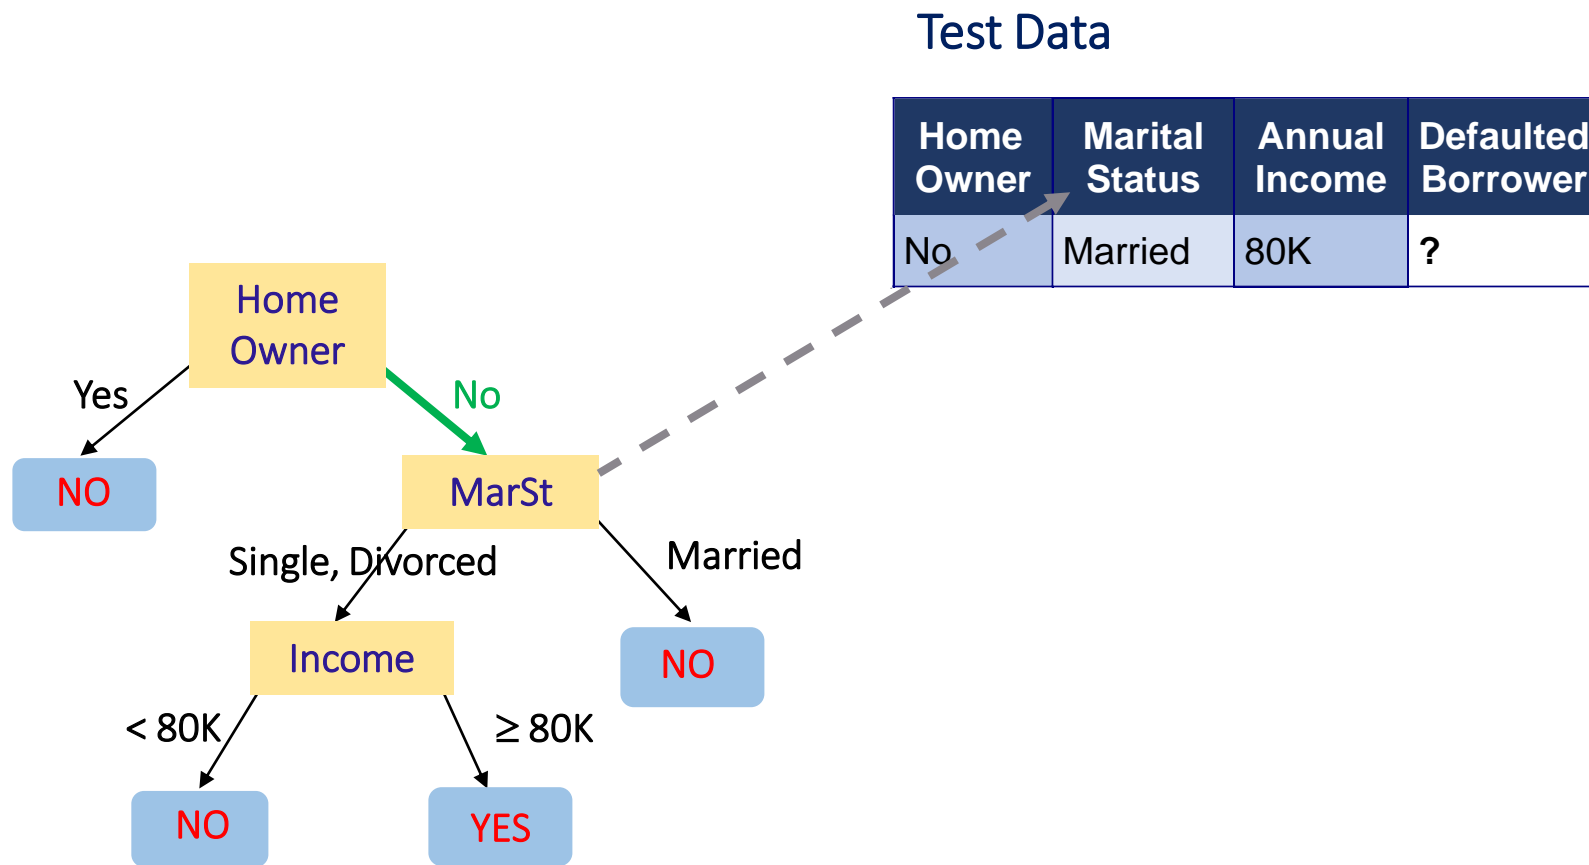 Test Data
Home Owner
Marital Status
Annual Income
Defaulted Borrower
No
Married
80K
?
Home
Owner
Yes
No
NO
MarSt
Single, Divorced
Married
Income
NO
< 80K
≥ 80K
NO
YES